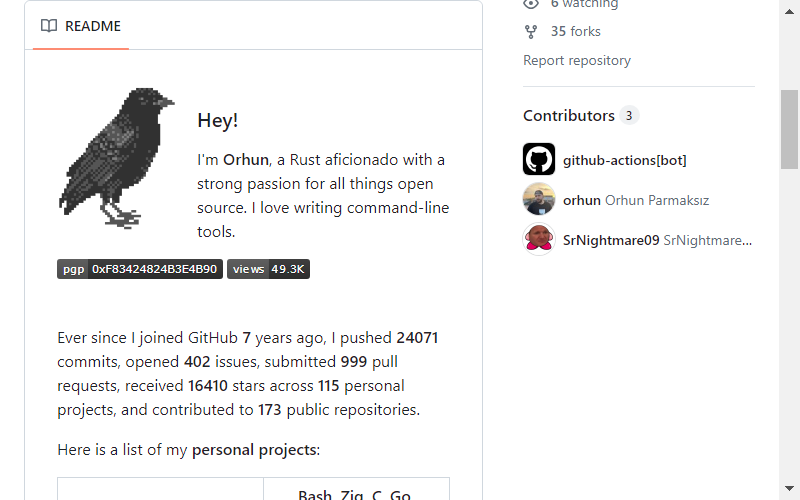 README
Hey!
I'm Orhun, a Rust aficionado with a
strong passion for all things open
source. I love writing command-line
tools.
pgp 0xF83424824B3E4B90 views 49.3K
Ever since I joined GitHub 7 years ago, I pushed 24071
commits, opened 402 issues, submitted 999 pull
requests, received 16410 stars across 115 personal
projects, and contributed to 173 public repositories.
Here is a list of my personal projects:
Bash, Zig, C, Go
6 watching
35 forks
Report repository
Contributors 3
github-actions[bot]
orhun Orhun Parmaksız
SrNightmare09 SrNightmare...